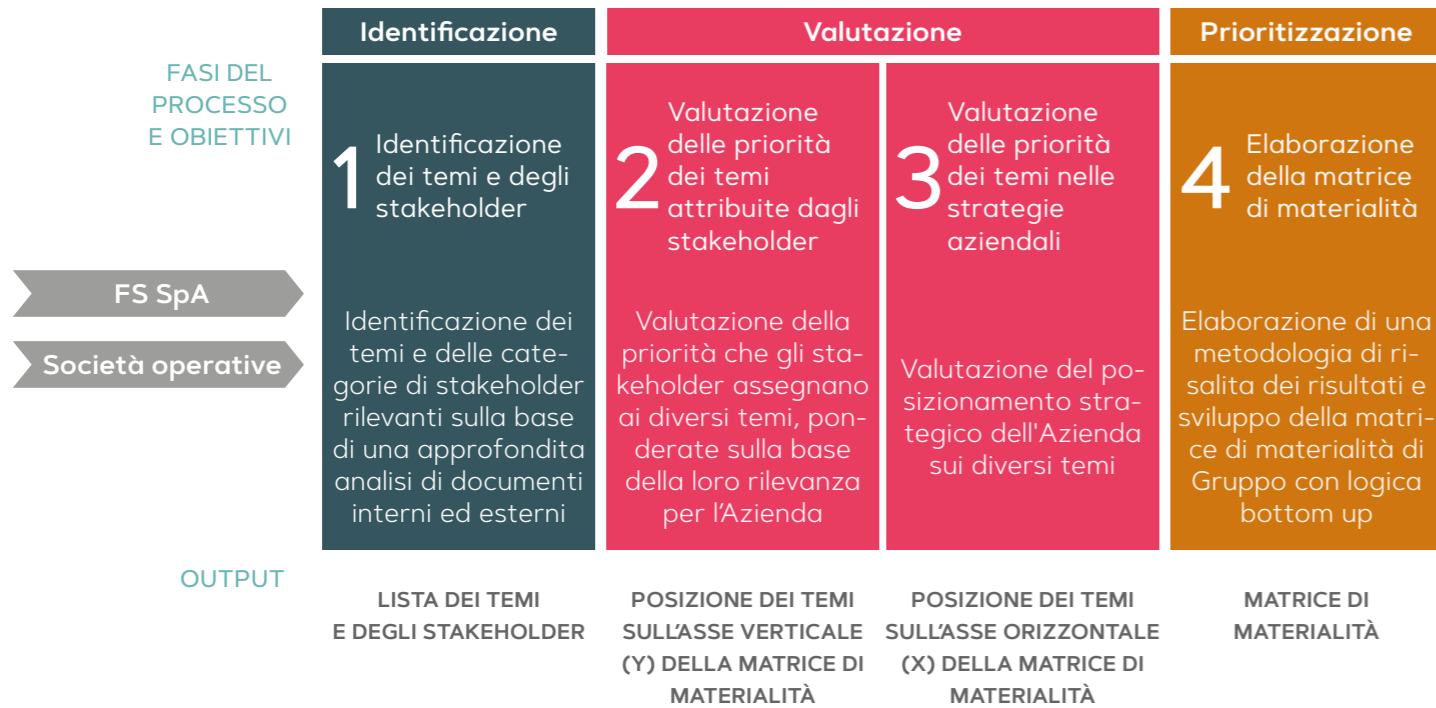 Identificazione
Valutazione
Prioritizzazione
FASI DEL
PROCESSO
E OBIETTIVI
1
Identificazione
dei temi e degli
stakeholder
2
Valutazione
delle priorità
dei temi
attribuite dagli
stakeholder
3
Valutazione
delle priorità
dei temi nelle
strategie
aziendali
4
Elaborazione
della matrice
di materialità
FS SpA
Società operative
Identificazione dei
temi e delle cate-
gorie di stakeholder
rilevanti sulla base
di una approfondita
analisi di documenti
interni ed esterni
Valutazione della
priorità che gli sta-
keholder assegnano
ai diversi temi, pon-
derate sulla base
della loro rilevanza
per l’Azienda
Valutazione del po-
sizionamento stra-
tegico dell'Azienda
sui diversi temi
Elaborazione di una
metodologia di ri-
salita dei risultati e
sviluppo della matri-
ce di materialità di
Gruppo con logica
bottom up
OUTPUT
LISTA DEI TEMI
E DEGLI STAKEHOLDER
POSIZIONE DEI TEMI
SULL’ASSE VERTICALE
(Y) DELLA MATRICE DI
MATERIALITÀ
POSIZIONE DEI TEMI
SULL’ASSE ORIZZONTALE
(X) DELLA MATRICE DI
MATERIALITÀ
MATRICE DI
MATERIALITÀ